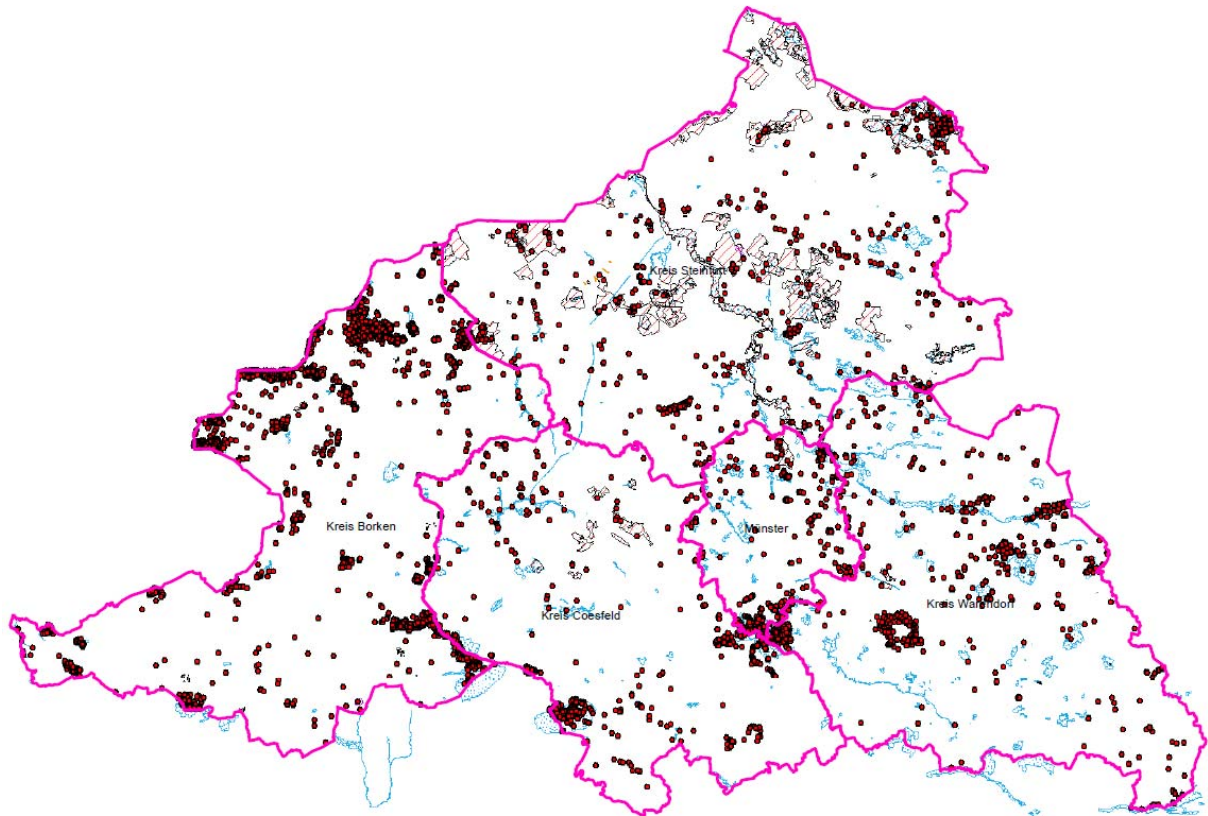 Kreis Steinfurt
Kreis Borken
Münster
Kreis Warendorf
Kreis Coesfeld